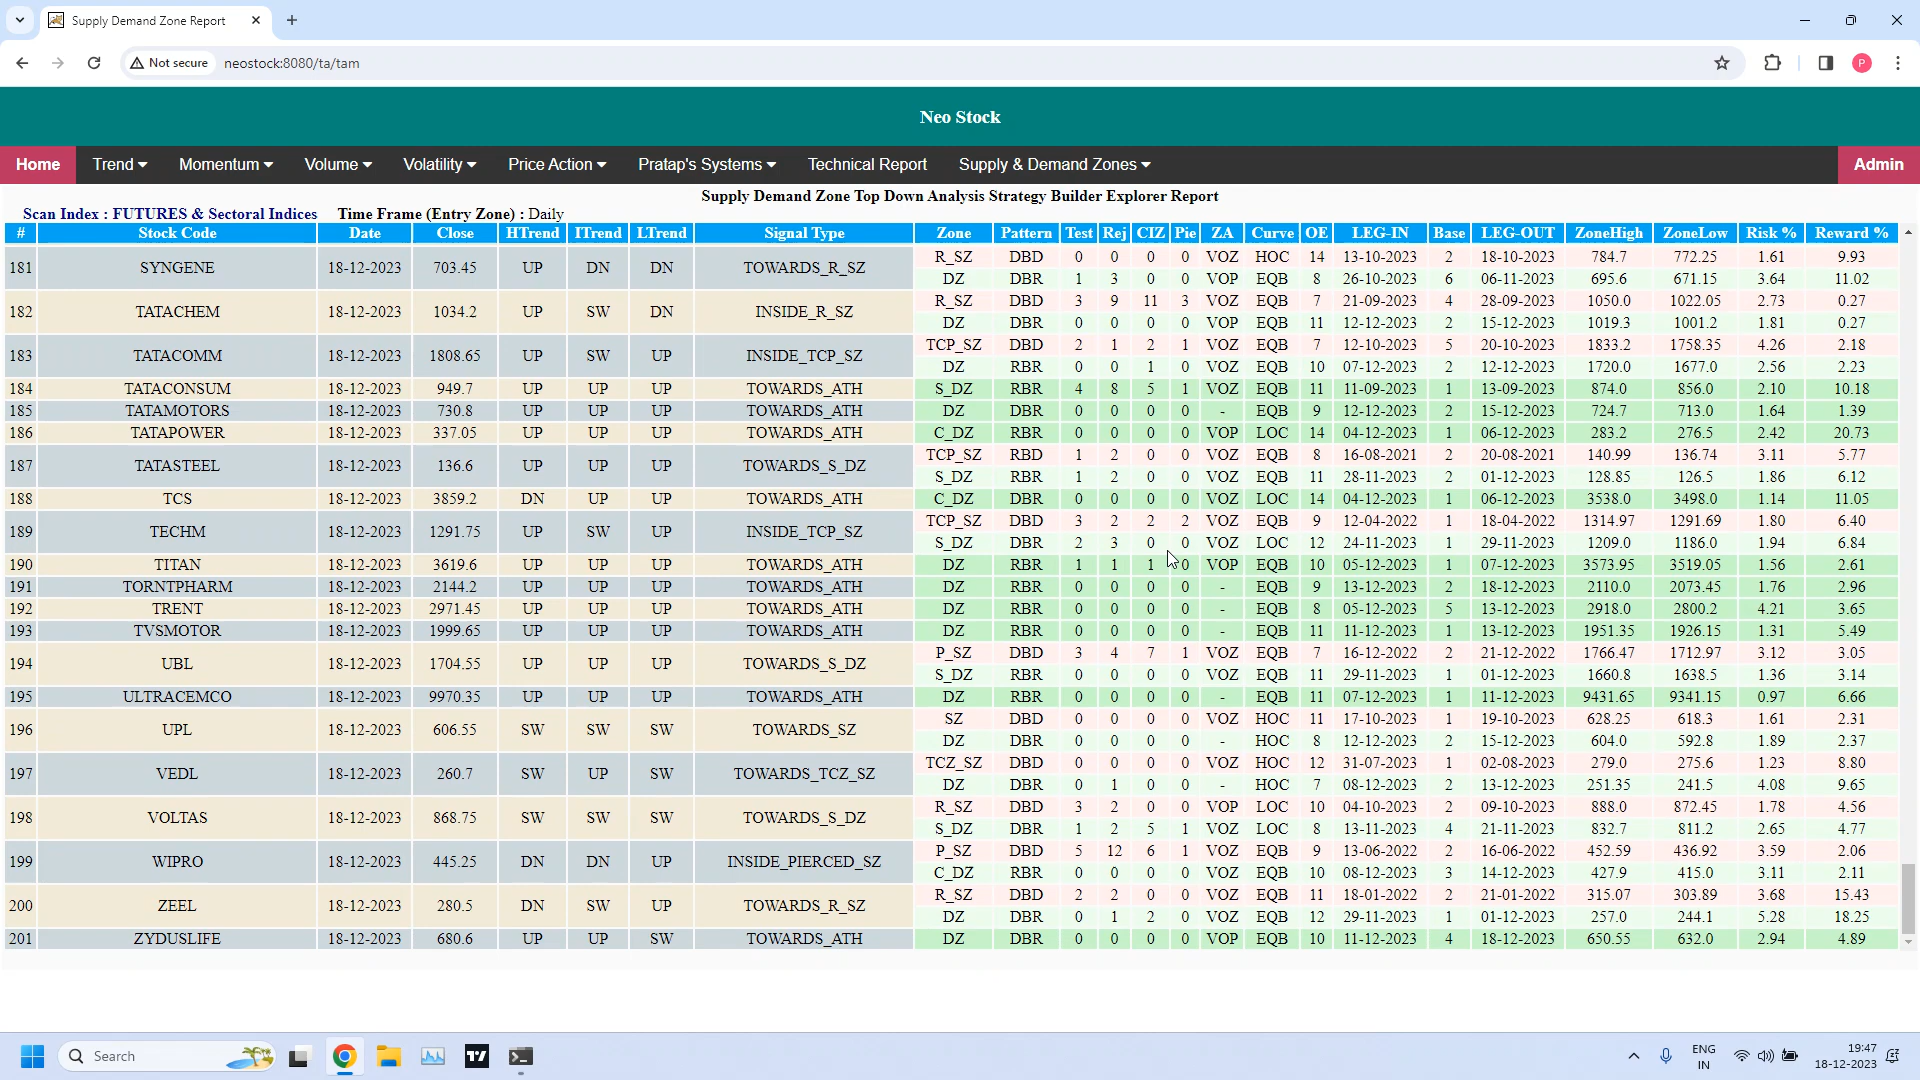 Supply Demand Zone Report
Not secure neostock:8080/ta/tam P
Neo Stock
Home Trend Momentum Volume Volatility Price Action Pratap's Systems Technical Report Supply & Demand Zones Admin
Supply Demand Zone Top Down Analysis Strategy Builder Explorer Report
Scan Index : FUTURES & Sectoral Indices Time Frame (Entry Zone) : Daily
# Stock Code Date Close HTrend ITrend LTrend Signal Type Zone Pattern Test Rej CIZ Pie ZA Curve OE LEG-IN Base LEG-OUT ZoneHigh ZoneLow Risk % Reward %
181 SYNGENE 18-12-2023 703.45 UP DN DN TOWARDS_R_SZ R_SZ DBD 0 0 0 0 VOZ HOC 14 13-10-2023 2 18-10-2023 784.7 772.25 1.61 9.93
DZ DBR 1 3 0 0 VOP EQB 8 26-10-2023 6 06-11-2023 695.6 671.15 3.64 11.02
182 TATACHEM 18-12-2023 1034.2 UP SW DN INSIDE_R_SZ R_SZ DBD 3 9 11 3 VOZ EQB 7 21-09-2023 4 28-09-2023 1050.0 1022.05 2.73 0.27
DZ DBR 0 0 0 0 VOP EQB 11 12-12-2023 2 15-12-2023 1019.3 1001.2 1.81 0.27
183 TATACOMM 18-12-2023 1808.65 UP SW UP INSIDE_TCP_SZ TCP_SZ DBD 2 1 2 1 VOZ EQB 7 12-10-2023 5 20-10-2023 1833.2 1758.35 4.26 2.18
DZ RBR 0 0 1 0 VOZ EQB 10 07-12-2023 2 12-12-2023 1720.0 1677.0 2.56 2.23
184 TATACONSUM 18-12-2023 949.7 UP UP UP TOWARDS_ATH S_DZ RBR 4 8 5 1 VOZ EQB 11 11-09-2023 1 13-09-2023 874.0 856.0 2.10 10.18
185 TATAMOTORS 18-12-2023 730.8 UP UP UP TOWARDS_ATH DZ DBR 0 0 0 0 - EQB 9 12-12-2023 2 15-12-2023 724.7 713.0 1.64 1.39
186 TATAPOWER 18-12-2023 337.05 UP UP UP TOWARDS_ATH C_DZ RBR 0 0 0 0 VOP LOC 14 04-12-2023 1 06-12-2023 283.2 276.5 2.42 20.73
187 TATASTEEL 18-12-2023 136.6 UP UP UP TOWARDS_S_DZ TCP_SZ RBD 1 2 0 0 VOZ EQB 8 16-08-2021 2 20-08-2021 140.99 136.74 3.11 5.77
S_DZ RBR 1 2 0 0 VOZ EQB 11 28-11-2023 2 01-12-2023 128.85 126.5 1.86 6.12
188 TCS 18-12-2023 3859.2 DN UP UP TOWARDS_ATH C_DZ DBR 0 0 0 0 VOZ LOC 14 04-12-2023 1 06-12-2023 3538.0 3498.0 1.14 11.05
189 TECHM 18-12-2023 1291.75 UP SW UP INSIDE_TCP_SZ TCP_SZ DBD 3 2 2 2 VOZ EQB 9 12-04-2022 1 18-04-2022 1314.97 1291.69 1.80 6.40
S_DZ DBR 2 3 0 0 VOZ LOC 12 24-11-2023 1 29-11-2023 1209.0 1186.0 1.94 6.84
190 TITAN 18-12-2023 3619.6 UP UP UP TOWARDS_ATH DZ RBR 1 1 1 0 VOP EQB 10 05-12-2023 1 07-12-2023 3573.95 3519.05 1.56 2.61
191 TORNTPHARM 18-12-2023 2144.2 UP UP UP TOWARDS_ATH DZ RBR 0 0 0 0 - EQB 9 13-12-2023 2 18-12-2023 2110.0 2073.45 1.76 2.96
192 TRENT 18-12-2023 2971.45 UP UP UP TOWARDS_ATH DZ RBR 0 0 0 0 - EQB 8 05-12-2023 5 13-12-2023 2918.0 2800.2 4.21 3.65
193 TVSMOTOR 18-12-2023 1999.65 UP UP UP TOWARDS_ATH DZ RBR 0 0 0 0 - EQB 11 11-12-2023 1 13-12-2023 1951.35 1926.15 1.31 5.49
194 UBL 18-12-2023 1704.55 UP UP UP TOWARDS_S_DZ P_SZ DBD 3 4 7 1 VOZ EQB 7 16-12-2022 2 21-12-2022 1766.47 1712.97 3.12 3.05
S_DZ RBR 0 0 0 0 VOZ EQB 11 29-11-2023 1 01-12-2023 1660.8 1638.5 1.36 3.14
195 ULTRACEMCO 18-12-2023 9970.35 UP UP UP TOWARDS_ATH DZ RBR 0 0 0 0 - EQB 11 07-12-2023 1 11-12-2023 9431.65 9341.15 0.97 6.66
196 UPL 18-12-2023 606.55 SW SW SW TOWARDS_SZ SZ DBD 0 0 0 0 VOZ HOC 11 17-10-2023 1 19-10-2023 628.25 618.3 1.61 2.31
DZ DBR 0 0 0 0 - HOC 8 12-12-2023 2 15-12-2023 604.0 592.8 1.89 2.37
197 VEDL 18-12-2023 260.7 SW UP SW TOWARDS_TCZ_SZ TCZ_SZ DBD 0 0 0 0 VOZ HOC 12 31-07-2023 1 02-08-2023 279.0 275.6 1.23 8.80
DZ DBR 0 1 0 0 - HOC 7 08-12-2023 2 13-12-2023 251.35 241.5 4.08 9.65
198 VOLTAS 18-12-2023 868.75 SW SW SW TOWARDS_S_DZ R_SZ DBD 3 2 0 0 VOP LOC 10 04-10-2023 2 09-10-2023 888.0 872.45 1.78 4.56
S_DZ DBR 1 2 5 1 VOZ LOC 8 13-11-2023 4 21-11-2023 832.7 811.2 2.65 4.77
199 WIPRO 18-12-2023 445.25 DN DN UP INSIDE_PIERCED_SZ P_SZ DBD 5 12 6 1 VOZ EQB 9 13-06-2022 2 16-06-2022 452.59 436.92 3.59 2.06
C_DZ RBR 0 0 0 0 VOZ EQB 10 08-12-2023 3 14-12-2023 427.9 415.0 3.11 2.11
200 ZEEL 18-12-2023 280.5 DN SW UP TOWARDS_R_SZ R_SZ DBD 2 2 0 0 VOZ EQB 11 18-01-2022 2 21-01-2022 315.07 303.89 3.68 15.43
DZ DBR 0 1 2 0 VOZ EQB 12 29-11-2023 1 01-12-2023 257.0 244.1 5.28 18.25
201 ZYDUSLIFE 18-12-2023 680.6 UP UP SW TOWARDS_ATH DZ DBR 0 0 0 0 VOP EQB 10 11-12-2023 4 18-12-2023 650.55 632.0 2.94 4.89
Search ENG 19:47
IN 18-12-2023